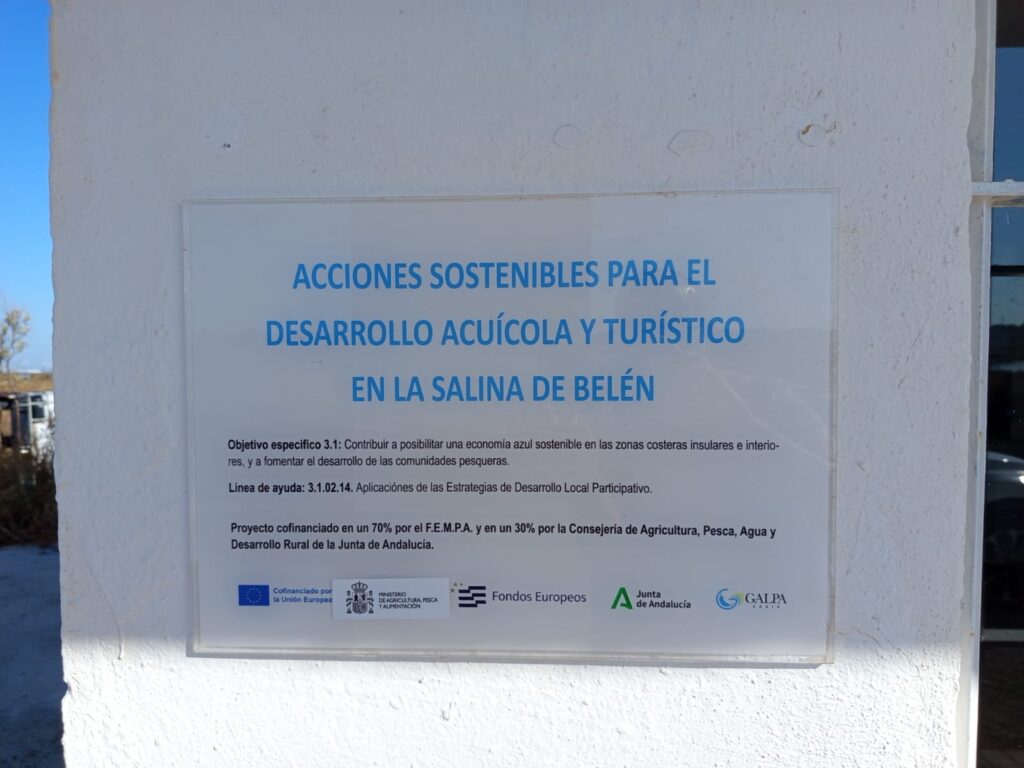 ACCIONES SOSTENIBLES PARA EL
DESARROLLO ACUÍCOLA Y TURÍSTICO
EN LA SALINA DE BELÉN
Objetivo especifico 3.1: Contribuir a posibilitar una economía azul sostenible en las zonas costeras insulares e interio-
res, y a fomentar el desarrollo de las comunidades pesqueras.
Línea de ayuda: 3.1.02.14. Aplicaciónes de las Estrategias de Desarrollo Local Participativo.
Proyecto cofinanciado en un 70% por el F.E.M.P.A. y en un 30% por la Consejería de Agricultura, Pesca, Agua y
Desarrollo Rural de la Junta de Andalucía.
Cofinanciado por
la Unión Europea
MINISTERIO
DE AGRICULTURA, PESCA
Y ALIMENTACIÓN
Fondos Europeos
Junta
de Andalucía
GALPA
CÁDIZ